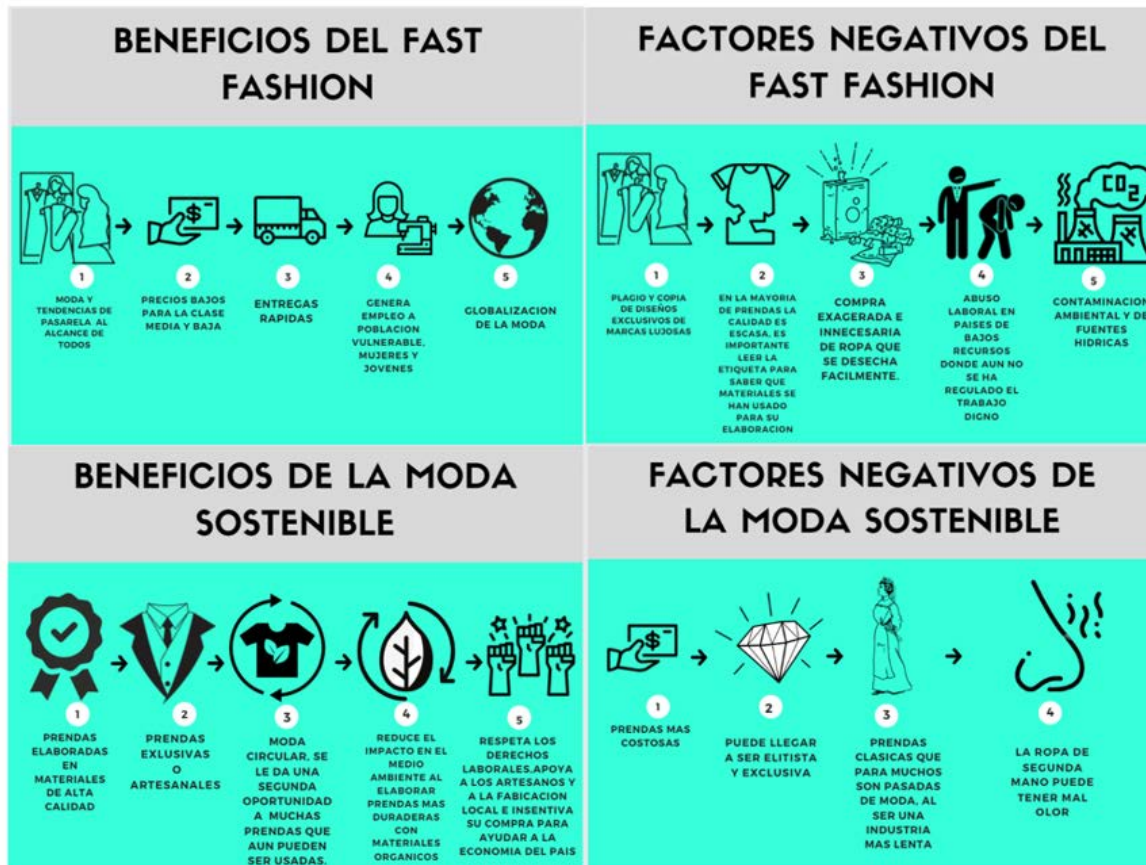 BENEFICIOS DEL FAST
FASHION
1
MODA Y
TENDENCIAS DE
PASARELA AL
ALCANCE DE
TODOS
$
2
PRECIOS BAJOS
PARA LA CLASE
MEDIA Y BAJA
3
ENTREGAS
RAPIDAS
4
GENERA
EMPLEO A
POBLACION
VULNERABLE,
MUJERES Y
JOVENES
5
GLOBALIZACION
DE LA MODA
FACTORES NEGATIVOS DEL
FAST FASHION
1
PLAGIO Y COPIA
DE DISEÑOS
EXCLUSIVOS DE
MARCAS LUJOSAS
2
EN LA MAYORIA
DE PRENDAS LA
CALIDAD ES
ESCASA, ES
IMPORTANTE
LEER LA
ETIQUETA PARA
SABER QUE
MATERIALES SE
HAN USADO
PARA SU
ELABORACION
3
COMPRA
EXAGERADA E
INNECESARIA
DE ROPA QUE
SE DESECHA
FACILMENTE.
4
ABUSO
LABORAL EN
PAISES DE
BAJOS
RECURSOS
DONDE AUN NO
SE HA
REGULADO EL
TRABAJO
DIGNO
CO2
5
CONTAMINACION
AMBIENTAL Y DE
FUENTES
HIDRICAS
BENEFICIOS DE LA MODA
SOSTENIBLE
1
PRENDAS
ELABORADAS
EN
MATERIALES
DE ALTA
CALIDAD
2
PRENDAS
EXLUSIVAS
O
ARTESANALES
3
MODA
CIRCULAR, SE
LE DA UNA
SEGUNDA
OPORTUNIDAD
A MUCHAS
PRENDAS QUE
AUN PUEDEN
SER USADAS.
4
REDUCE EL
IMPACTO EN EL
MEDIO
AMBIENTE AL
ELABORAR
PRENDAS MAS
DURADERAS
CON
MATERIALES
ORGANICOS
5
RESPETA LOS
DERECHOS
LABORALES,APOYA
A LOS ARTESANOS Y
A LA FABICACION
LOCAL E INSENTIVA
SU COMPRA PARA
AYUDAR A LA
ECONOMIA DEL PAIS
FACTORES NEGATIVOS DE
LA MODA SOSTENIBLE
$
1
PRENDAS MAS
COSTOSAS
2
PUEDE LLEGAR
A SER ELITISTA
Y EXCLUSIVA
3
PRENDAS
CLASICAS QUE
PARA MUCHOS
SON PASADAS
DE MODA, AL
SER UNA
INDUSTRIA
MAS LENTA
4
LA ROPA DE
SEGUNDA
MANO PUEDE
TENER MAL
OLOR